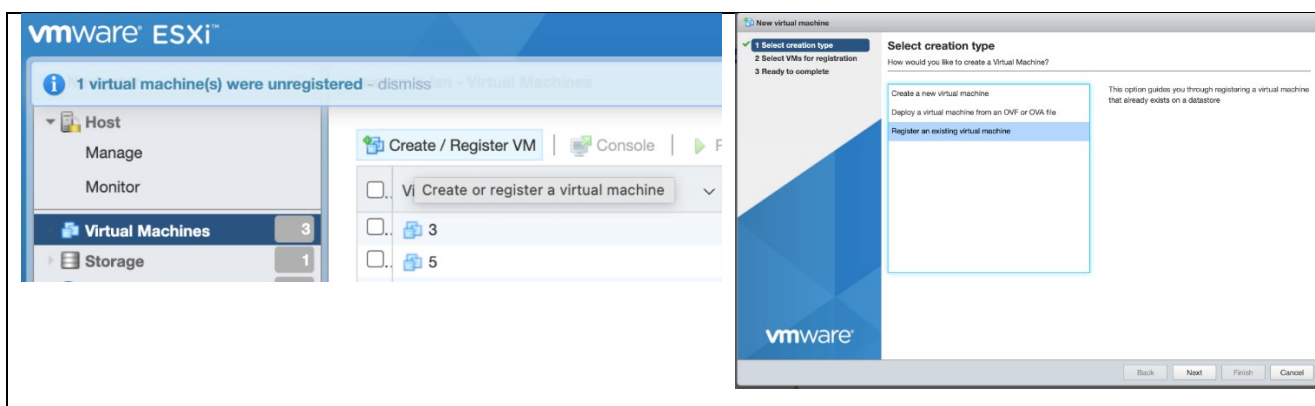 vmware ESXi™
1 virtual machine(s) were unregistered - dismiss - Virtual Machines
Host
Manage
Monitor
Virtual Machines 3
Storage 1
Create / Register VM | Console |
Vi Create or register a virtual machine
3
5
New virtual machine
1 Select creation type
2 Select VMs for registration
3 Ready to complete
Select creation type
How would you like to create a Virtual Machine?
Create a new virtual machine
Deploy a virtual machine from an OVF or OVA file
Register an existing virtual machine
This option guides you through registering a virtual machine
that already exists on a datastore
vmware®
Back Next Finish Cancel